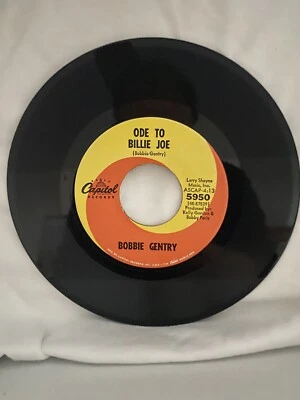 ODE TO
BILLIE JOE
(Bobbie Gentry)
Capitol
RECORDS
Larry Shayne
Music, Inc.
ASCAP-4:13
5950
Produced by
Kelly Gordon &
Bobby Paris
BOBBIE GENTRY